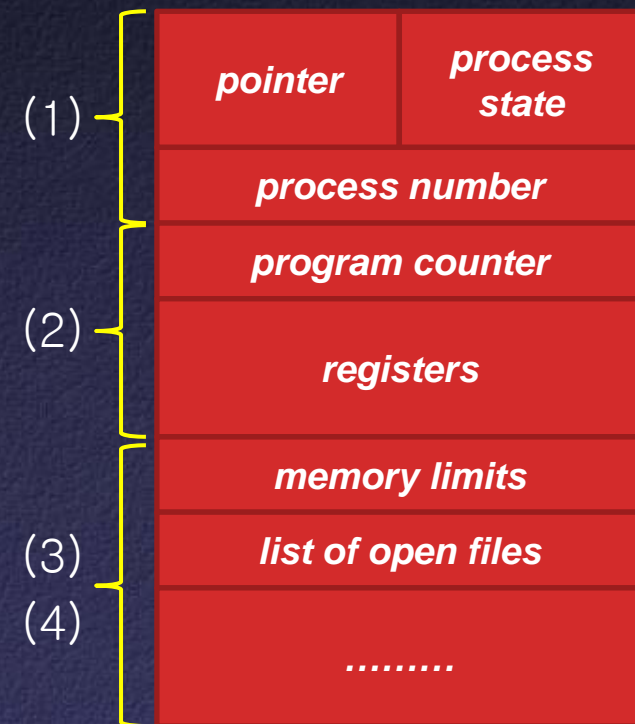 (1)
pointer
process
state
process number
(2)
program counter
registers
(3)
(4)
memory limits
list of open files
………